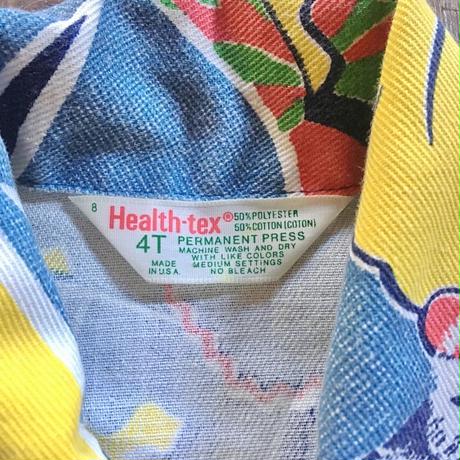 8
Health-tex® 50% POLYESTER
50% COTTON (COTON)
4T PERMANENT PRESS
MACHINE WASH AND DRY
WITH LIKE COLORS
MADE IN U.S.A. MEDIUM SETTINGS
NO BLEACH